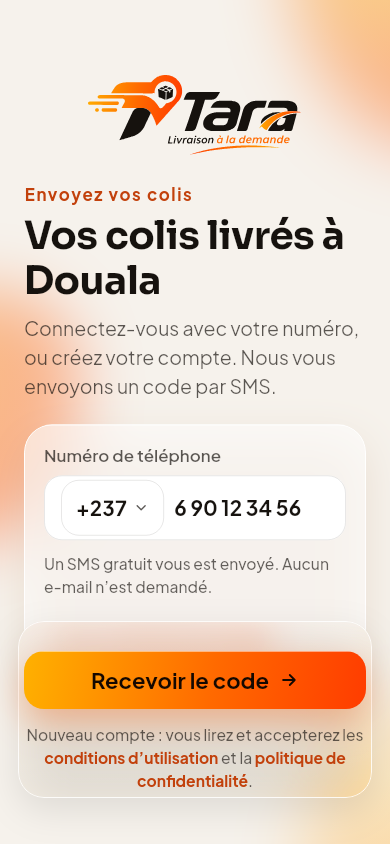 Tara
Livraison à la demande
Envoyez vos colis
Vos colis livrés à
Douala
Connectez-vous avec votre numéro,
ou créez votre compte. Nous vous
envoyons un code par SMS.
Numéro de téléphone
+237 6 90 12 34 56
Un SMS gratuit vous est envoyé. Aucun
e-mail n’est demandé.
Recevoir le code →
Nouveau compte : vous lirez et accepterez les
conditions d’utilisation et la politique de
confidentialité.